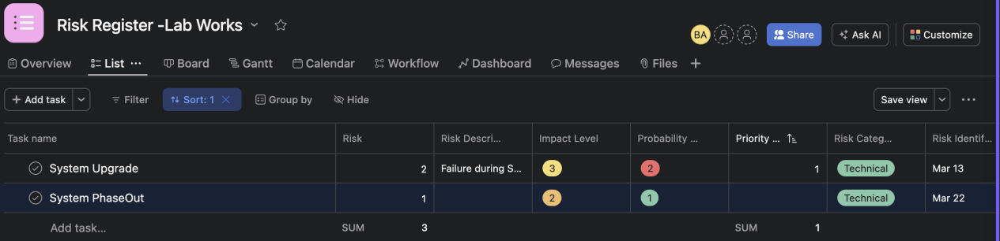 Risk Register -Lab Works
BA
Share
Ask AI
Customize
Overview
List
Board
Gantt
Calendar
Workflow
Dashboard
Messages
Files
+ Add task
Filter
Sort: 1
Group by
Hide
Save view
Task name Risk Risk Descri... Impact Level Probability ... Priority ... Risk Categ... Risk Identif...
System Upgrade 2 Failure during S... 3 2 1 Technical Mar 13
System PhaseOut 1 2 1 Technical Mar 22
Add task... SUM 3 SUM 1